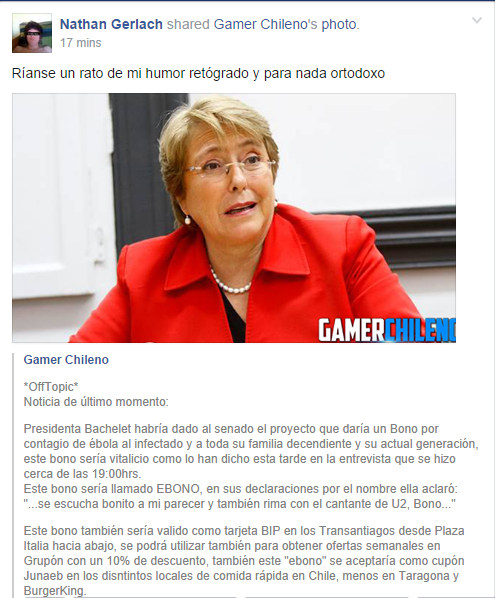 Nathan Gerlach shared Gamer Chileno's photo.
17 mins
Ríanse un rato de mi humor retógrado y para nada ortodoxo
GAMERCHILENO
Gamer Chileno
*OffTopic*
Noticia de último momento:
Presidenta Bachelet habría dado al senado el proyecto que daría un Bono por
contagio de ébola al infectado y a toda su familia decendiente y su actual generación,
este bono sería vitalicio como lo han dicho esta tarde en la entrevista que se hizo
cerca de las 19:00hrs.
Este bono sería llamado EBONO, en sus declaraciones por el nombre ella aclaró:
"...se escucha bonito a mi parecer y también rima con el cantante de U2, Bono..."
Este bono también sería valido como tarjeta BIP en los Transantiagos desde Plaza
Italia hacia abajo, se podrá utilizar también para obtener ofertas semanales en
Grupón con un 10% de descuento, también este "ebono" se aceptaría como cupón
Junaeb en los disntintos locales de comida rápida en Chile, menos en Taragona y
BurgerKing.